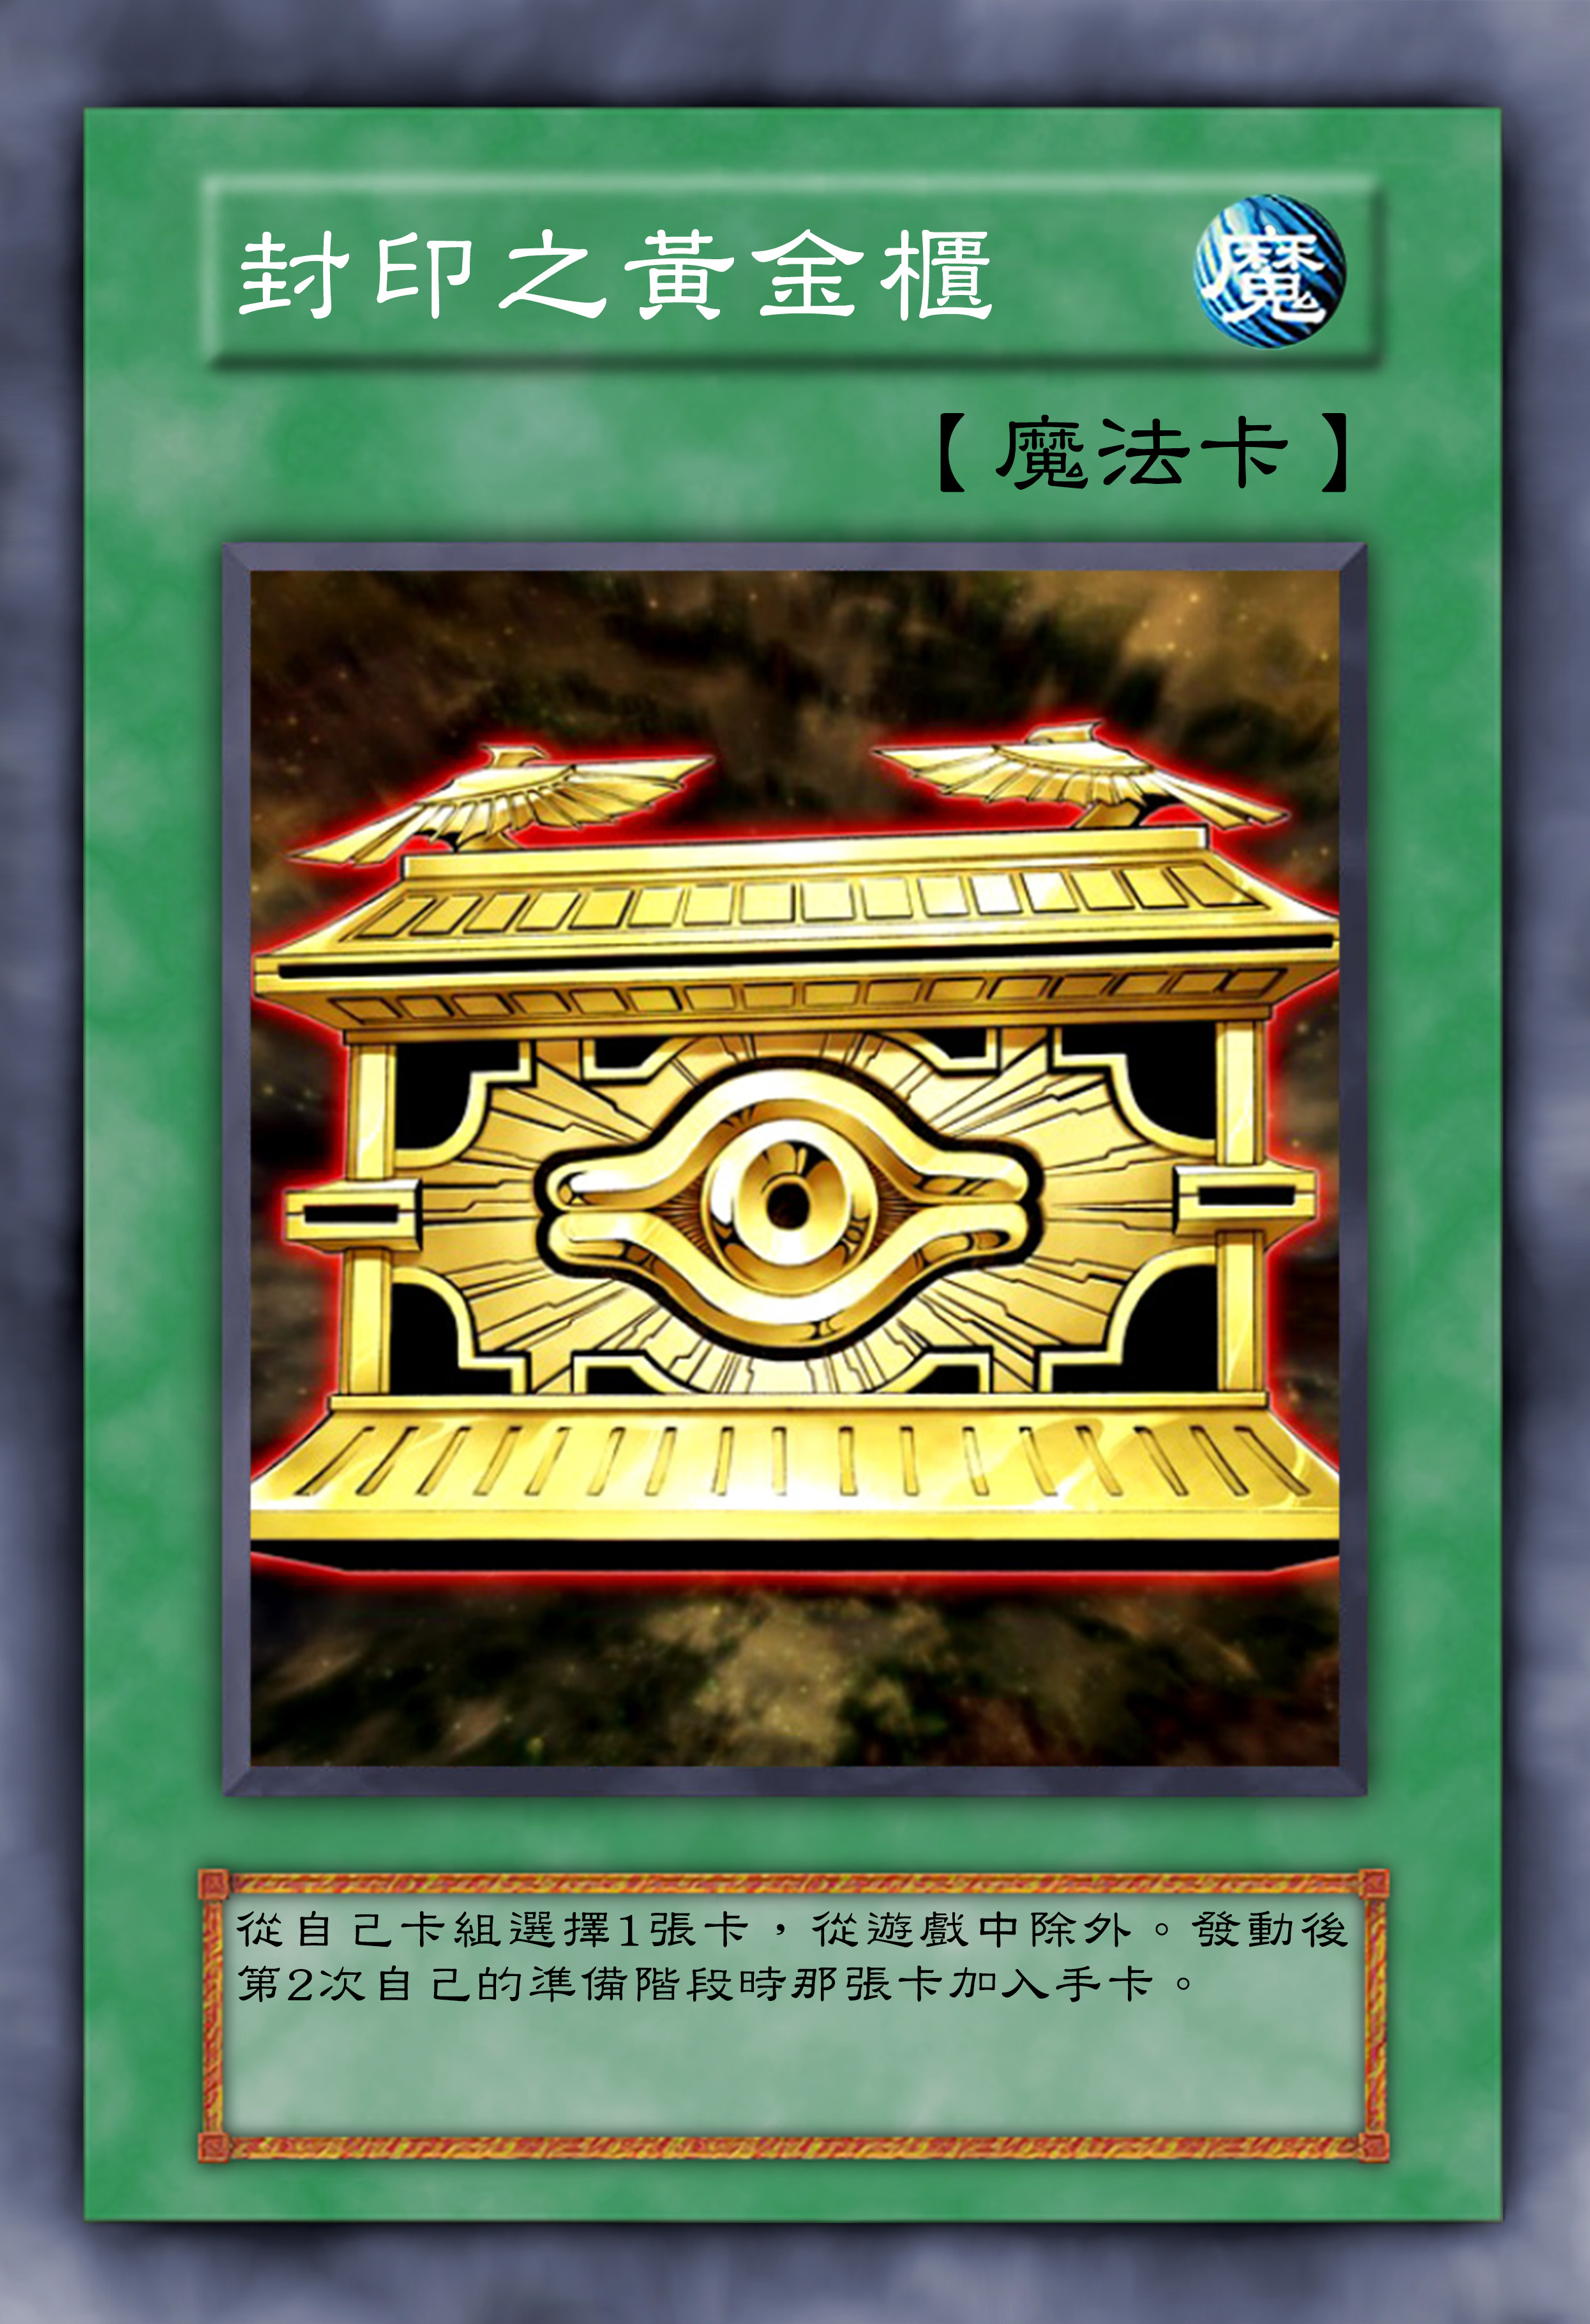 封印之黃金櫃
魔
【魔法卡】
從自己卡組選擇1張卡，從遊戲中除外。發動後
第2次自己的準備階段時那張卡加入手卡。